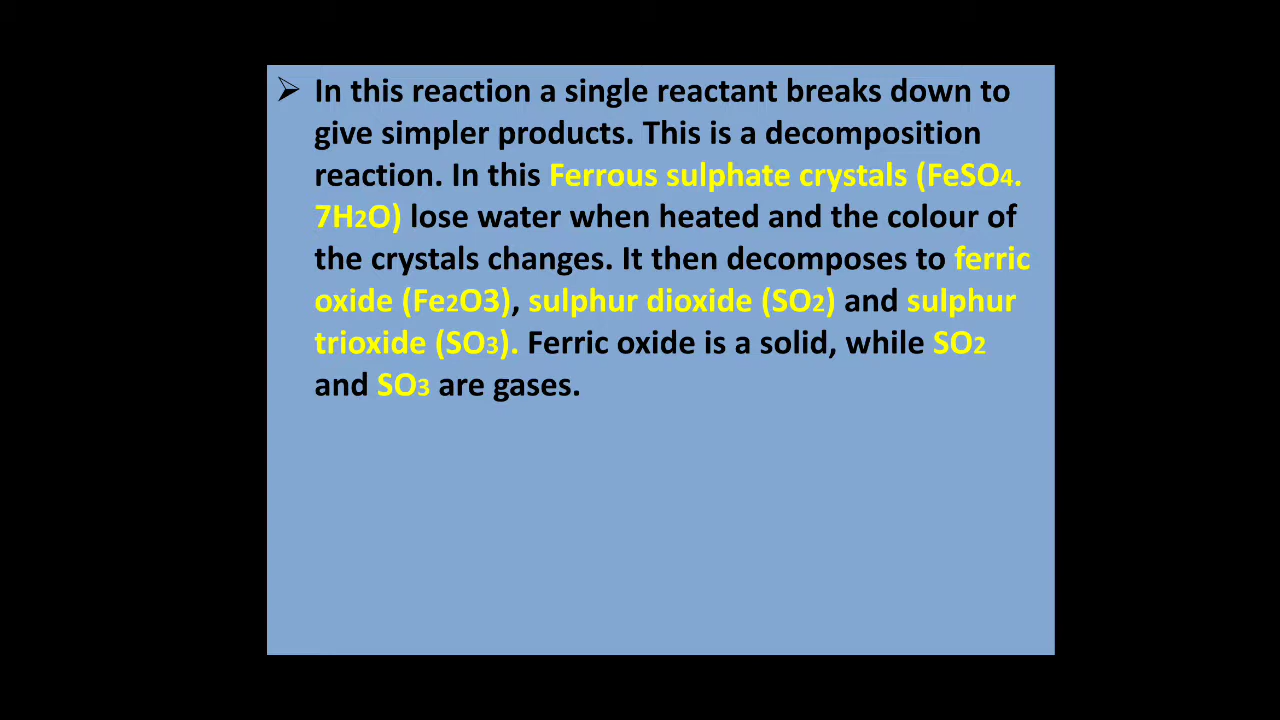 ➢ In this reaction a single reactant breaks down to
give simpler products. This is a decomposition
reaction. In this Ferrous sulphate crystals (FeSO4.
7H2O) lose water when heated and the colour of
the crystals changes. It then decomposes to ferric
oxide (Fe2O3), sulphur dioxide (SO2) and sulphur
trioxide (SO3). Ferric oxide is a solid, while SO2
and SO3 are gases.